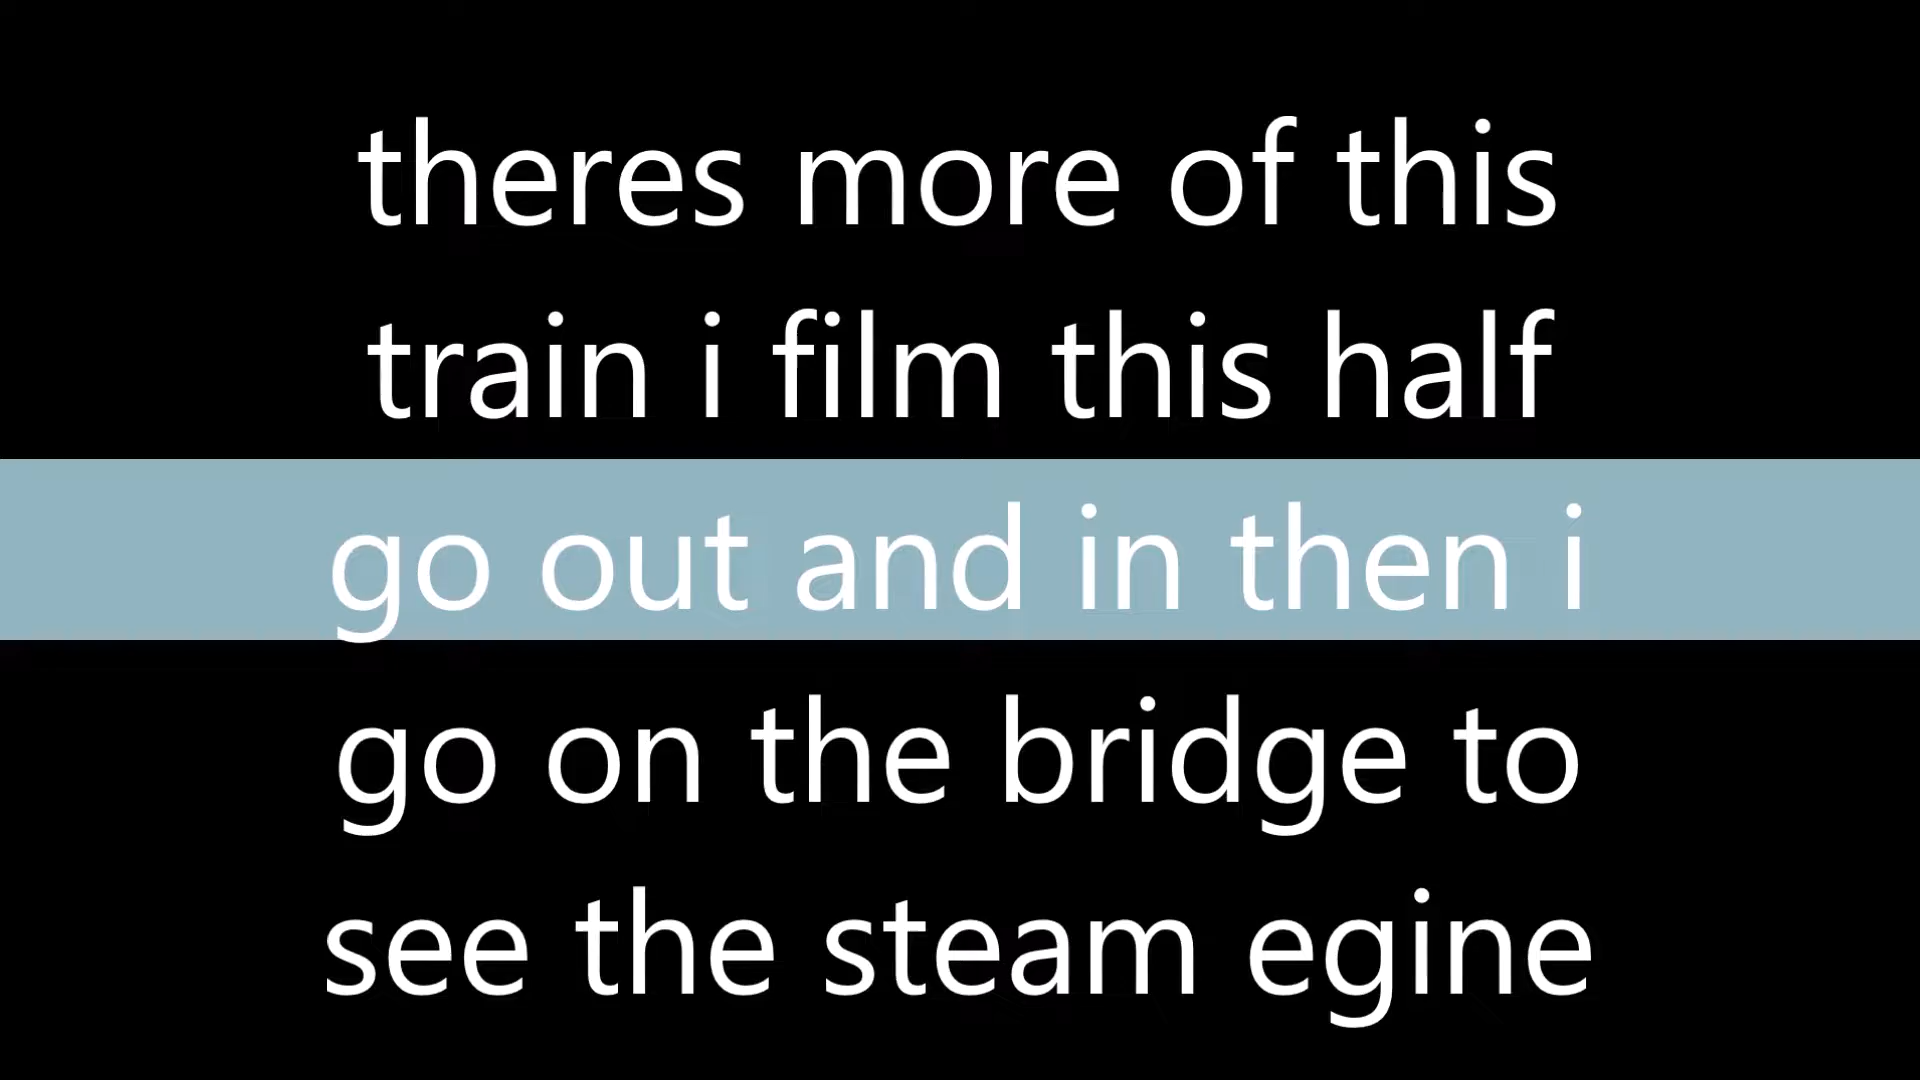 theres more of this
train i film this half
go out and in then i
go on the bridge to
see the steam egine